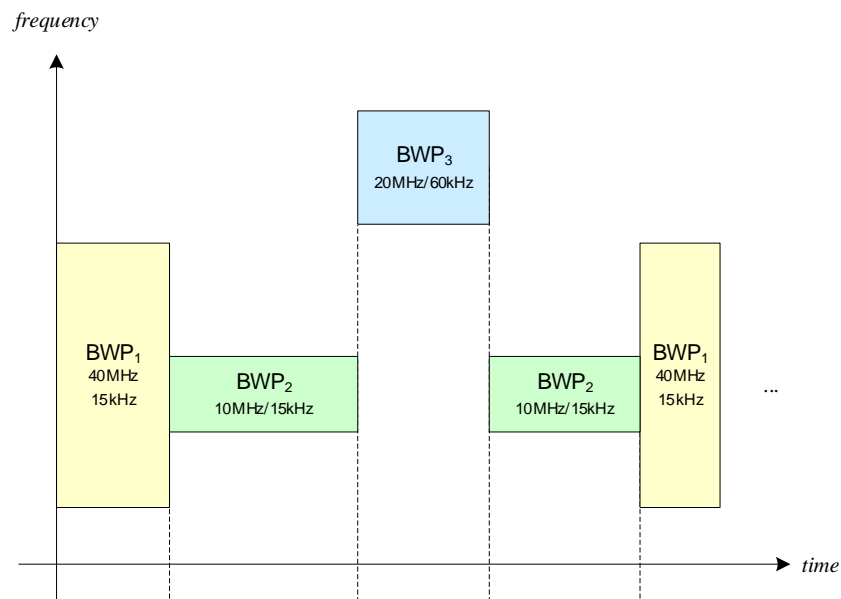 frequency
BWP₃
20MHz/60kHz
BWP₁
40MHz
15kHz
BWP₂
10MHz/15kHz
BWP₂
10MHz/15kHz
BWP₁
40MHz
15kHz
...
time